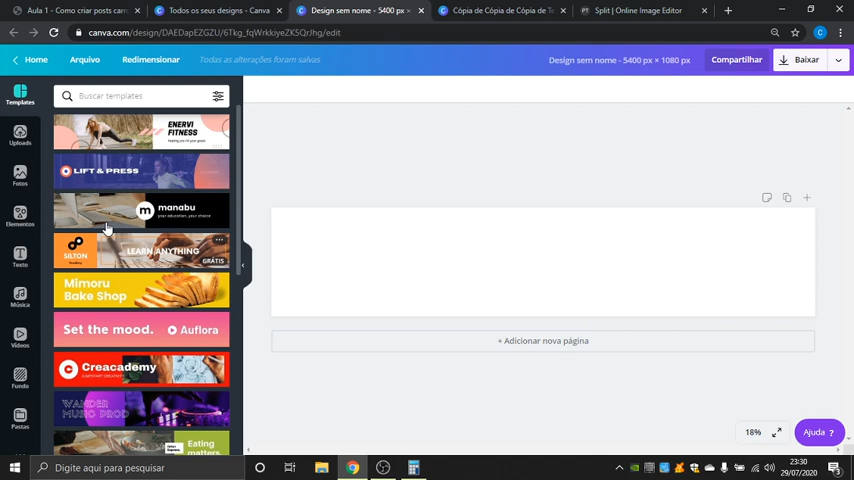 Aula 1 - Como criar posts carro
Todos os seus designs - Canva
Design sem nome - 5400 px ×
Cópia de Cópia de Cópia de Te
Split | Online Image Editor
canva.com/design/DAEDapEZGZU/6Tkg_fqWrkkiyeZK5QrJhg/edit
Home
Arquivo
Redimensionar
Todas as alterações foram salvas
Design sem nome - 5400 px × 1080 px
Compartilhar
Baixar
Templates
Uploads
Fotos
Elementos
Texto
Música
Vídeos
Fundo
Pastas
Buscar templates
ENERVI
FITNESS
LIFT & PRESS
m
manabu
your education, your choice
SILTON
LEARN ANYTHING
GRÁTIS
Mimoru
Bake Shop
Set the mood.
Auflora
Creacademy
WANDER
MUSIC PROD
Eating
matters.
+ Adicionar nova página
18%
Ajuda ?
Digite aqui para pesquisar
23:30
29/07/2020